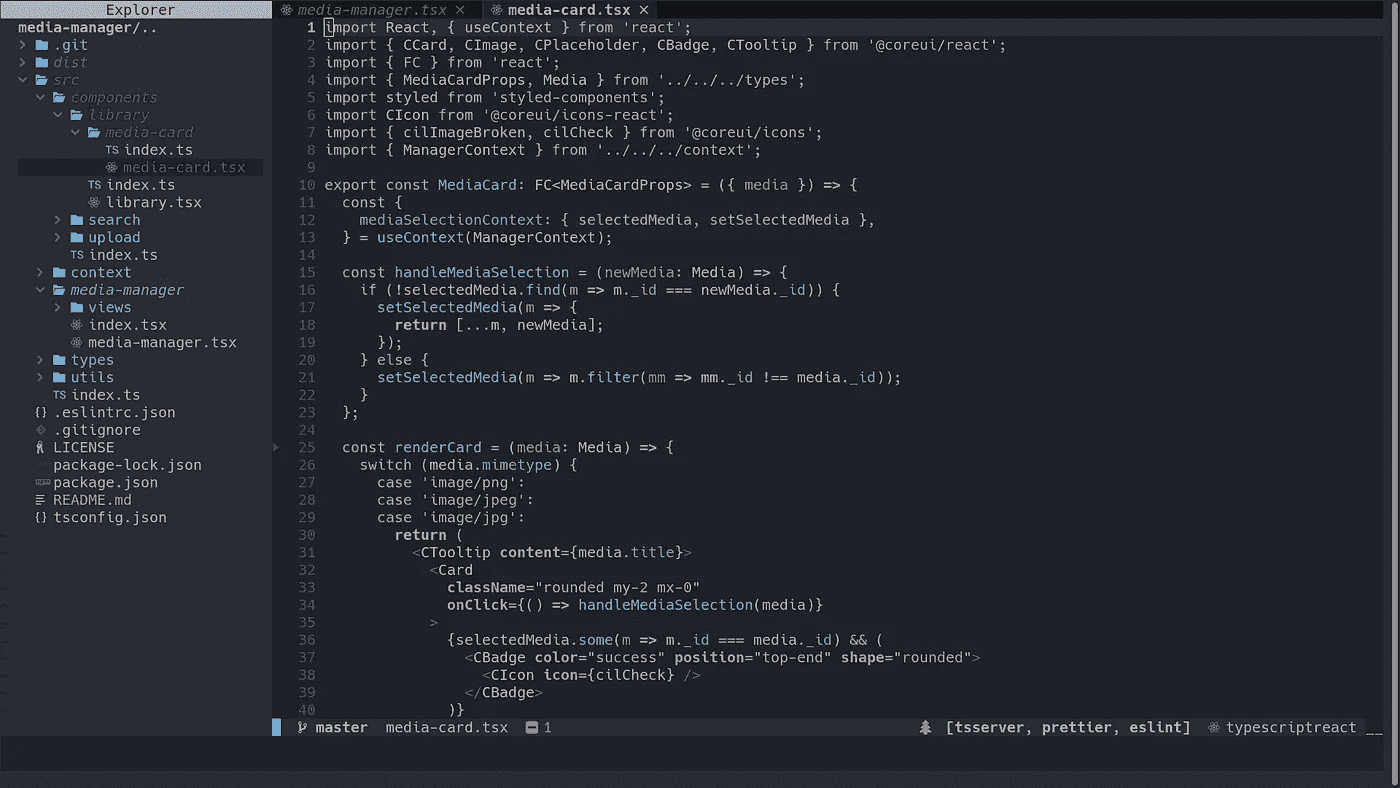 Explorer
media-manager/..
.git
dist
src
components
library
media-card
TS index.ts
media-card.tsx
TS index.ts
library.tsx
search
upload
TS index.ts
context
media-manager
views
index.tsx
media-manager.tsx
types
utils
TS index.ts
{} .eslintrc.json
.gitignore
LICENSE
package-lock.json
package.json
README.md
{} tsconfig.json
media-manager.tsx ✕ media-card.tsx ✕
1 import React, { useContext } from 'react';
2 import { CCard, CImage, CPlaceholder, CBadge, CTooltip } from '@coreui/react';
3 import { FC } from 'react';
4 import { MediaCardProps, Media } from '../../../types';
5 import styled from 'styled-components';
6 import CIcon from '@coreui/icons-react';
7 import { cilImageBroken, cilCheck } from '@coreui/icons';
8 import { ManagerContext } from '../../../context';
9
10 export const MediaCard: FC<MediaCardProps> = ({ media }) => {
11 const {
12 mediaSelectionContext: { selectedMedia, setSelectedMedia },
13 } = useContext(ManagerContext);
14
15 const handleMediaSelection = (newMedia: Media) => {
16 if (!selectedMedia.find(m => m._id === newMedia._id)) {
17 setSelectedMedia(m => {
18 return [...m, newMedia];
19 });
20 } else {
21 setSelectedMedia(m => m.filter(mm => mm._id !== media._id));
22 }
23 };
24
25 const renderCard = (media: Media) => {
26 switch (media.mimetype) {
27 case 'image/png':
28 case 'image/jpeg':
29 case 'image/jpg':
30 return (
31 <CTooltip content={media.title}>
32 <Card
33 className="rounded my-2 mx-0"
34 onClick={() => handleMediaSelection(media)}
35 >
36 {selectedMedia.some(m => m._id === media._id) && (
37 <CBadge color="success" position="top-end" shape="rounded">
38 <CIcon icon={cilCheck} />
39 </CBadge>
40 )}
master media-card.tsx 1 [tsserver, prettier, eslint] typescriptreact __